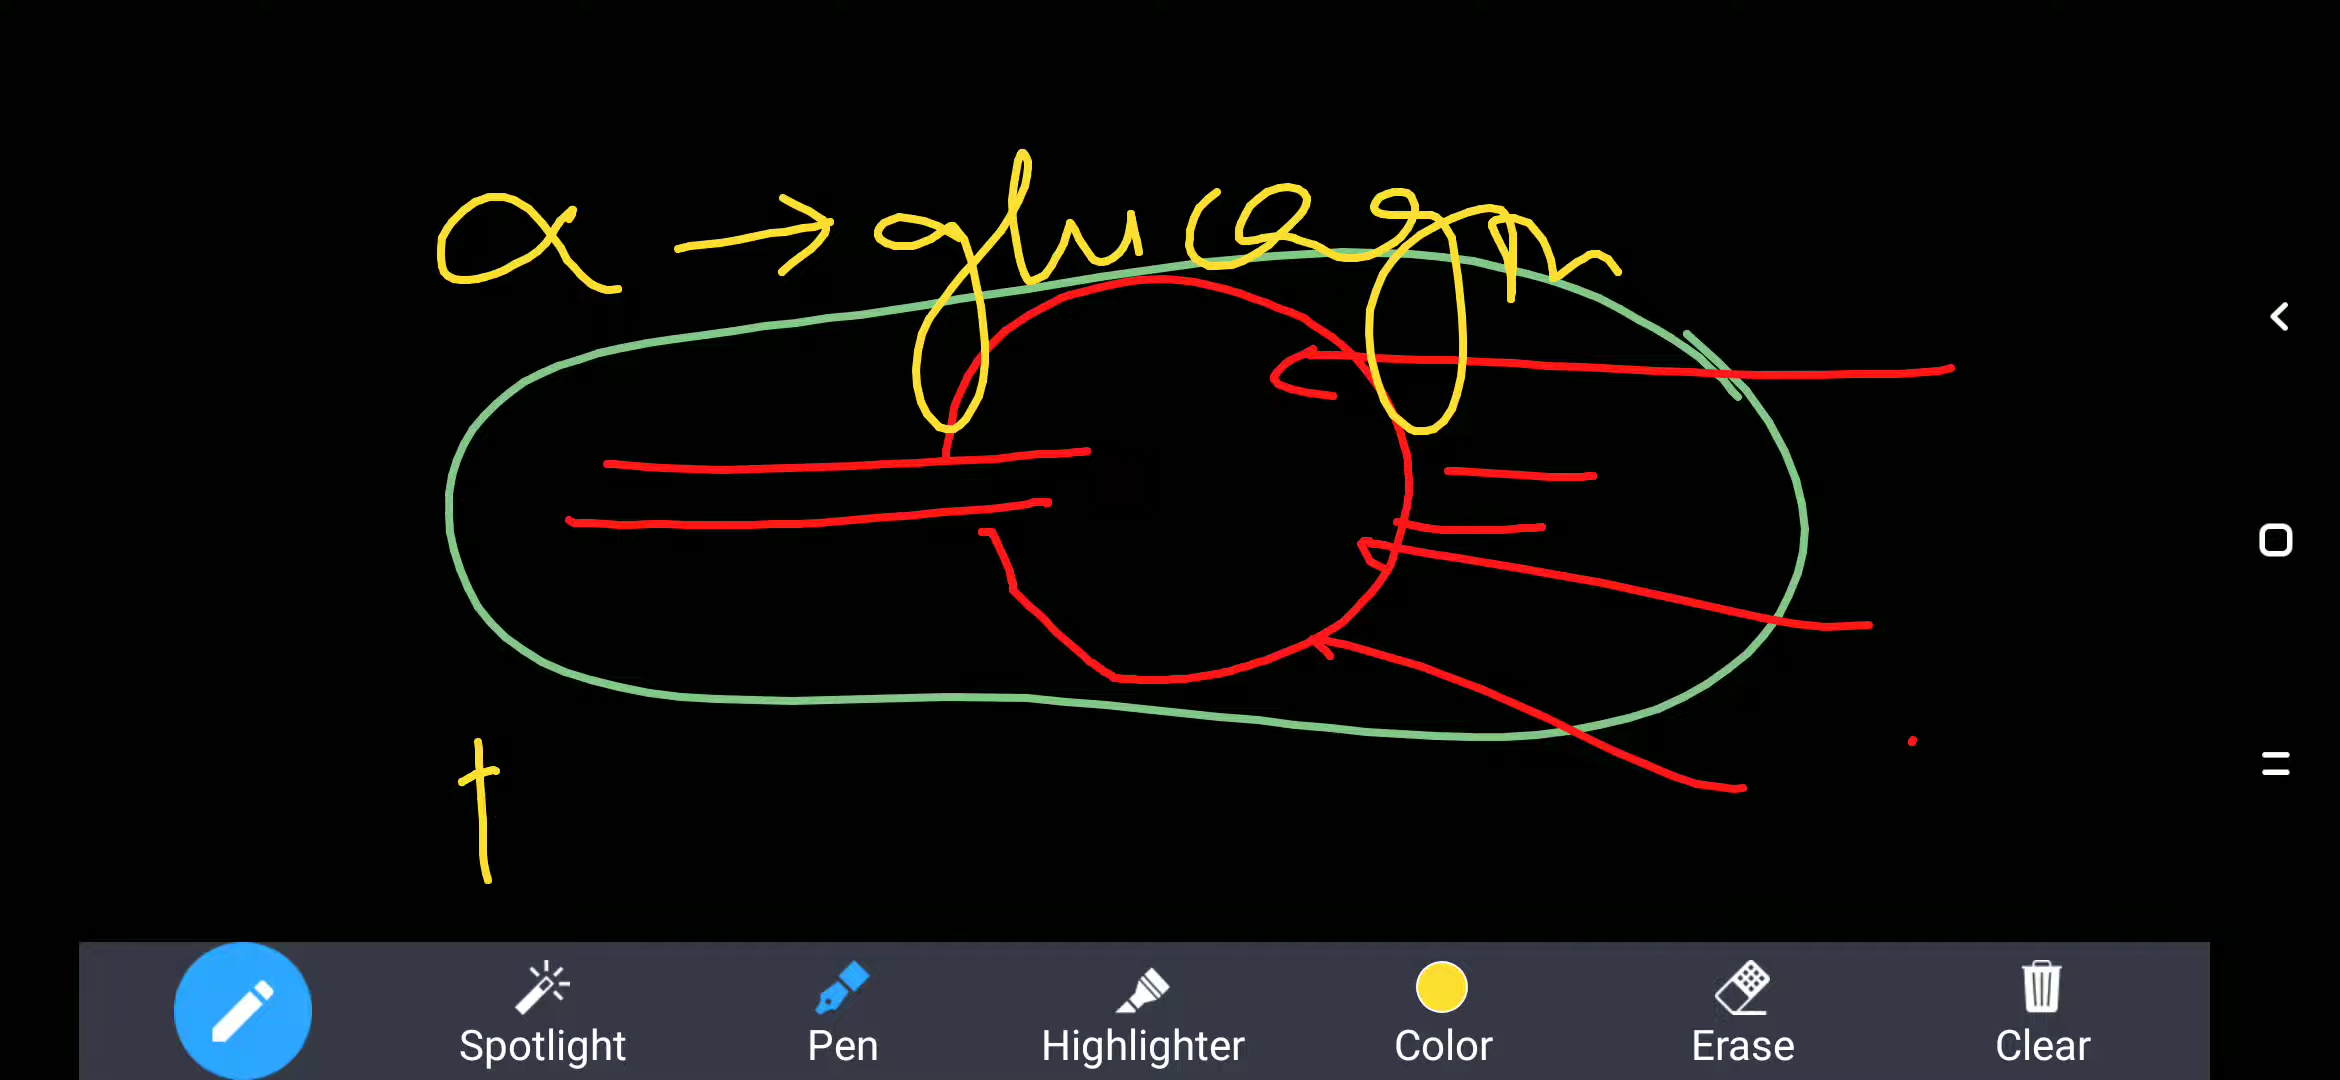 α → glucagon
t
Spotlight Pen Highlighter Color Erase Clear